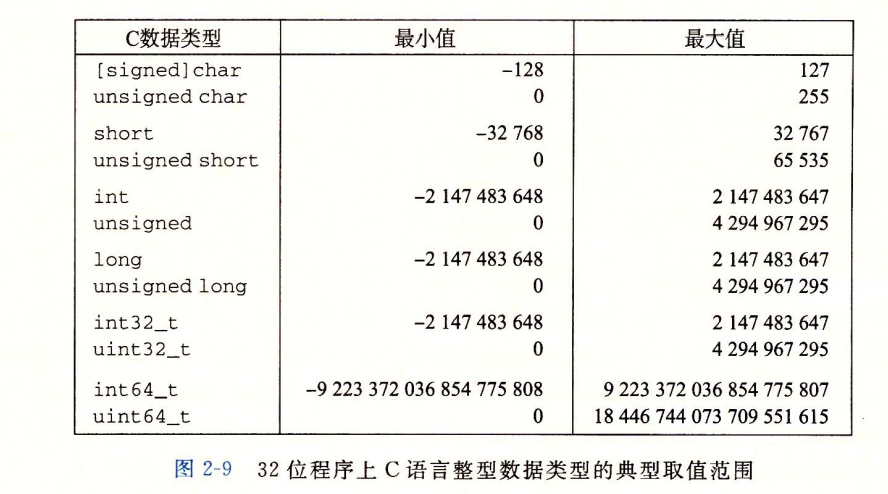 C数据类型 最小值 最大值
[signed]char −128 127
unsigned char 0 255
short −32 768 32 767
unsigned short 0 65 535
int −2 147 483 648 2 147 483 647
unsigned 0 4 294 967 295
long −2 147 483 648 2 147 483 647
unsigned long 0 4 294 967 295
int32_t −2 147 483 648 2 147 483 647
uint32_t 0 4 294 967 295
int64_t −9 223 372 036 854 775 808 9 223 372 036 854 775 807
uint64_t 0 18 446 744 073 709 551 615
图 2-9 32 位程序上 C 语言整型数据类型的典型取值范围